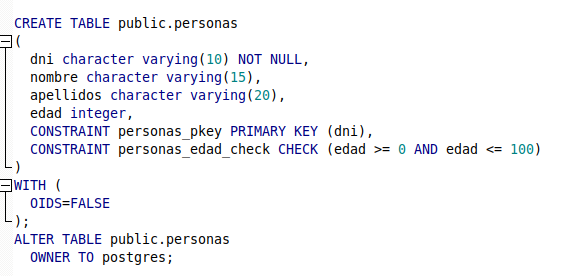 CREATE TABLE public.personas
(
dni character varying(10) NOT NULL,
nombre character varying(15),
apellidos character varying(20),
edad integer,
CONSTRAINT personas_pkey PRIMARY KEY (dni),
CONSTRAINT personas_edad_check CHECK (edad >= 0 AND edad <= 100)
)
WITH (
OIDS=FALSE
);
ALTER TABLE public.personas
OWNER TO postgres;